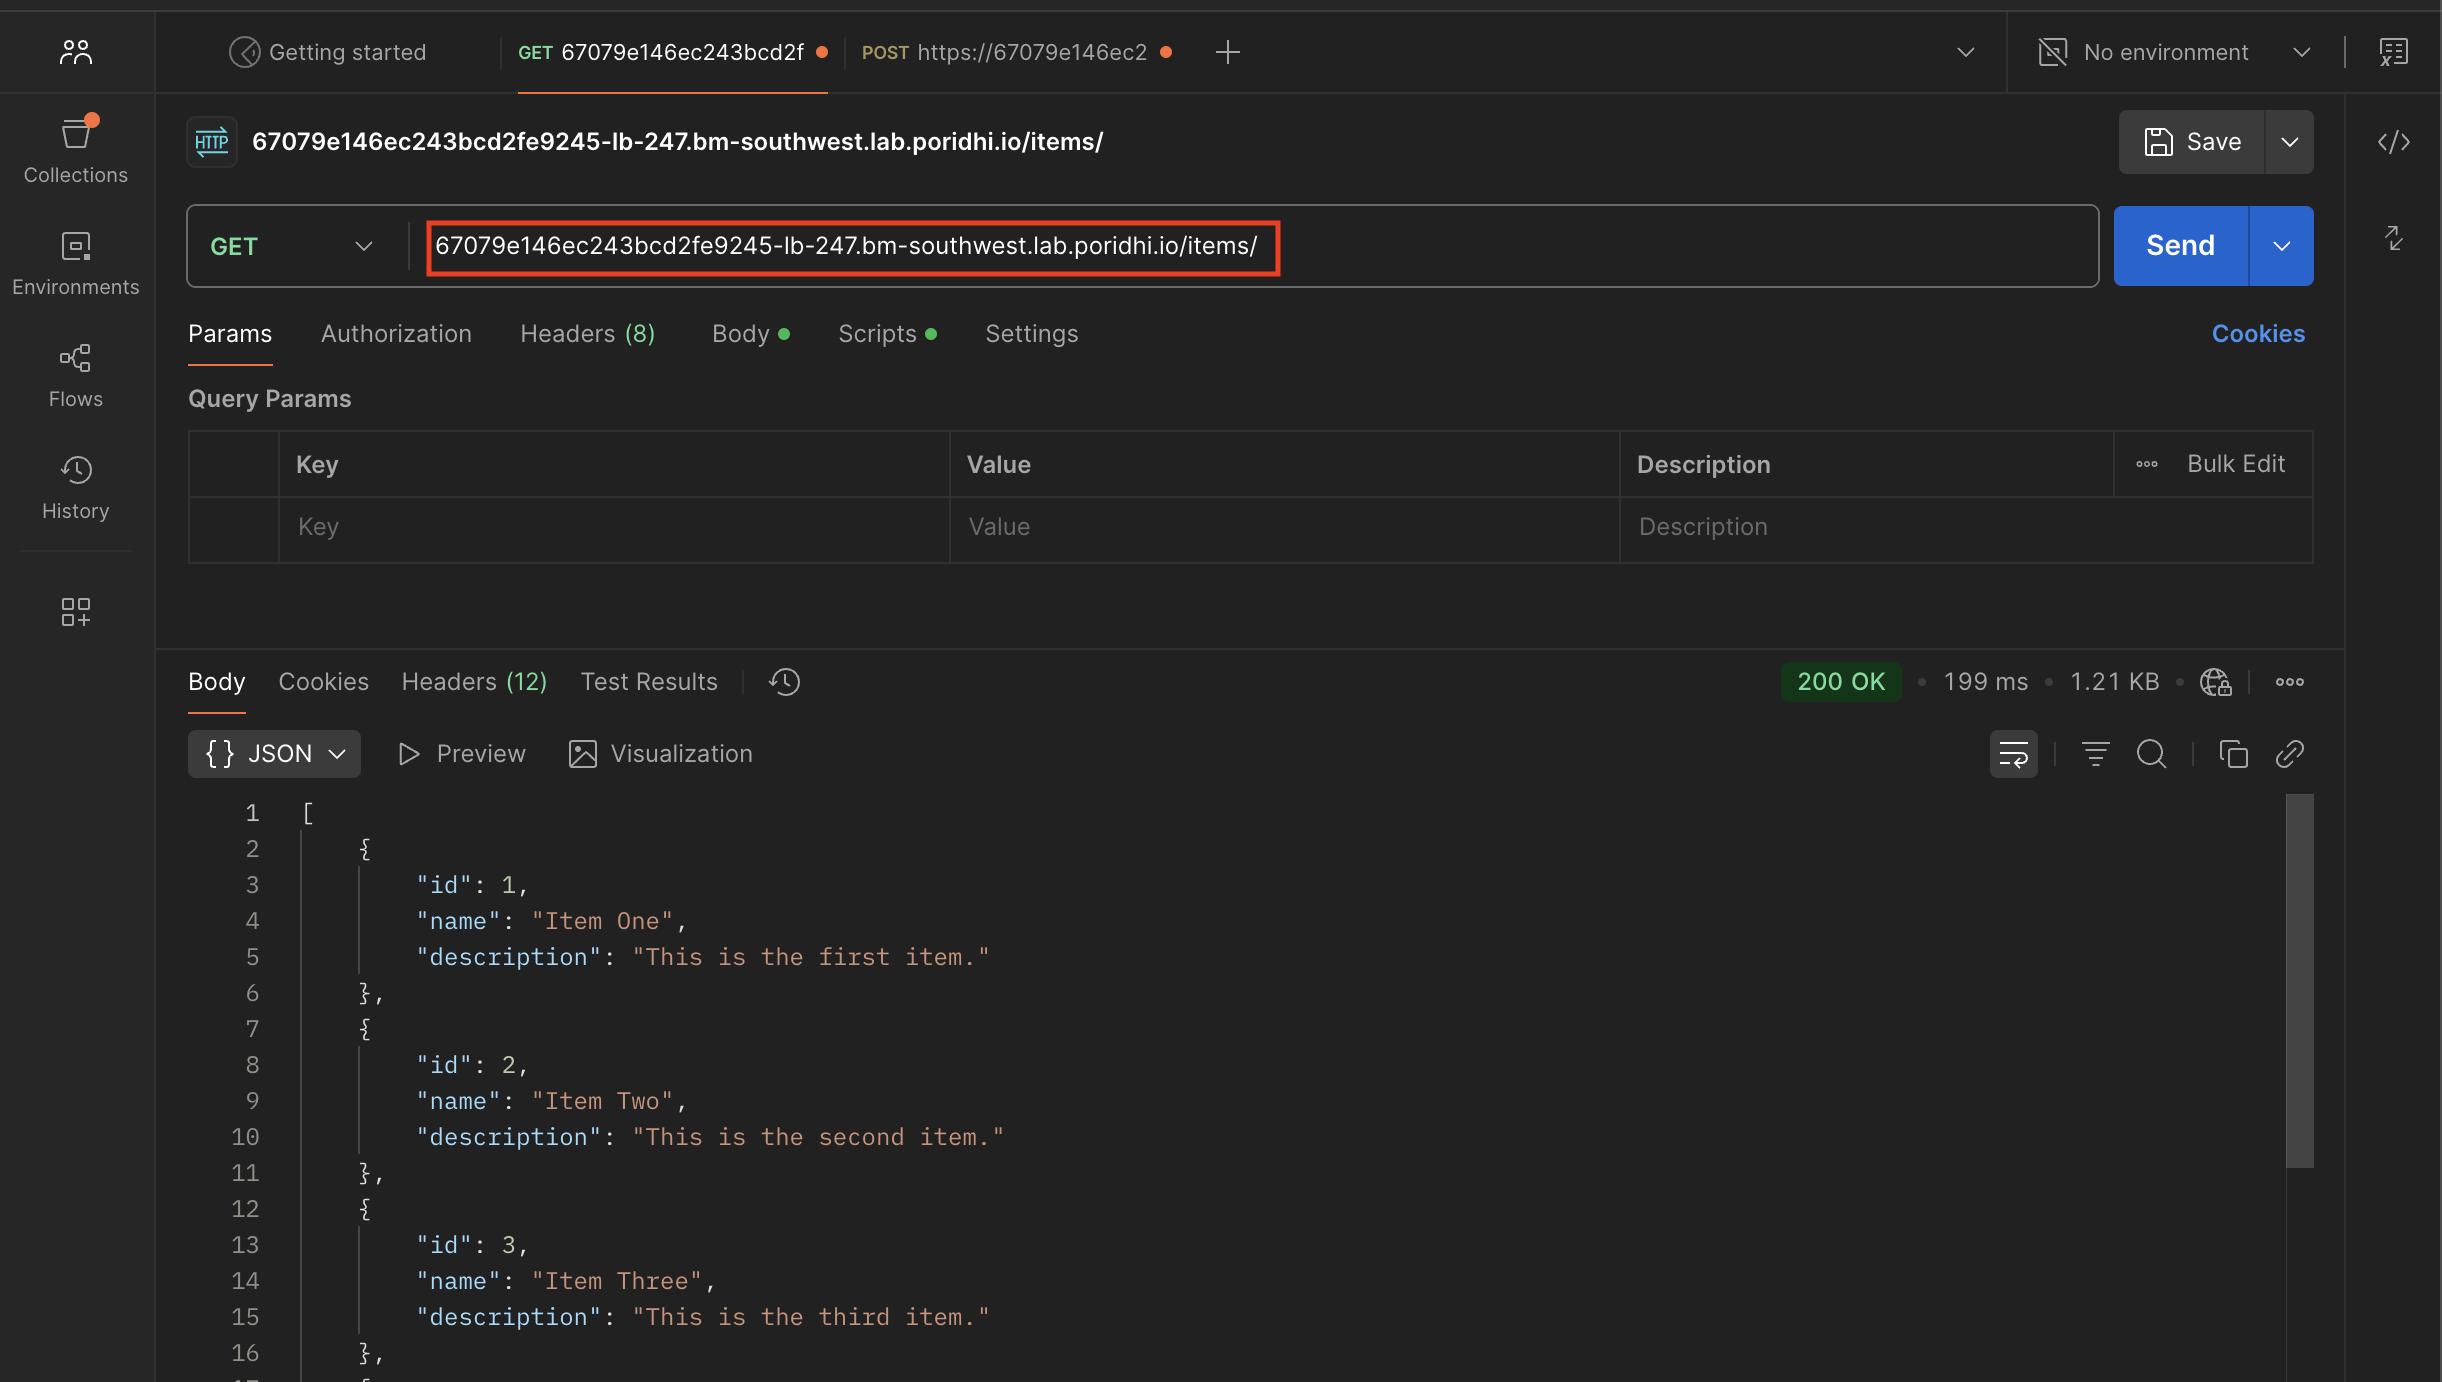 Getting started
GET 67079e146ec243bcd2f
POST https://67079e146ec2
No environment
Collections
Environments
Flows
History
HTTP
67079e146ec243bcd2fe9245-lb-247.bm-southwest.lab.poridhi.io/items/
Save
GET
67079e146ec243bcd2fe9245-lb-247.bm-southwest.lab.poridhi.io/items/
Send
Params Authorization Headers (8) Body Scripts Settings Cookies
Query Params
Key Value Description Bulk Edit
Key Value Description
Body Cookies Headers (12) Test Results 200 OK 199 ms 1.21 KB
{} JSON Preview Visualization
1 [
2 {
3 "id": 1,
4 "name": "Item One",
5 "description": "This is the first item."
6 },
7 {
8 "id": 2,
9 "name": "Item Two",
10 "description": "This is the second item."
11 },
12 {
13 "id": 3,
14 "name": "Item Three",
15 "description": "This is the third item."
16 },